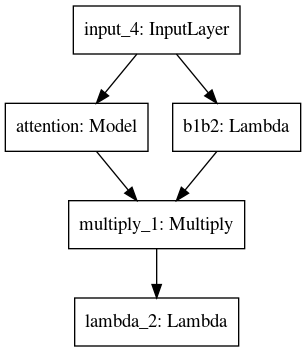 input_4: InputLayer
attention: Model
b1b2: Lambda
multiply_1: Multiply
lambda_2: Lambda